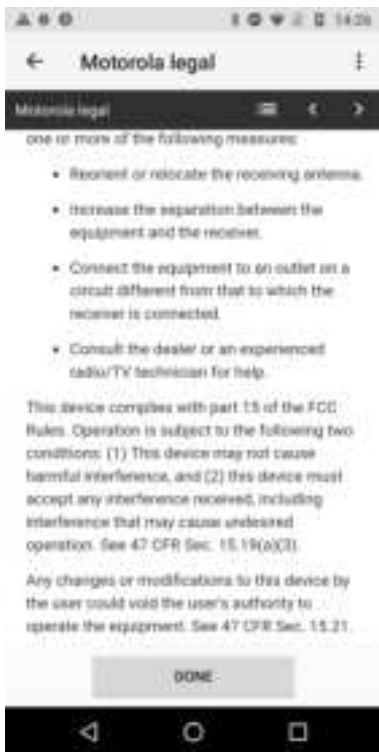 14:26
Motorola legal
Motorola legal
one or more of the following measures:
• Reorient or relocate the receiving antenna.
• Increase the separation between the
equipment and the receiver.
• Connect the equipment to an outlet on a
circuit different from that to which the
receiver is connected.
• Consult the dealer or an experienced
radio/TV technician for help.
This device complies with part 15 of the FCC
Rules. Operation is subject to the following two
conditions: (1) This device may not cause
harmful interference, and (2) this device must
accept any interference received, including
interference that may cause undesired
operation. See 47 CFR Sec. 15.19(a)(3).
Any changes or modifications to this device by
the user could void the user's authority to
operate the equipment. See 47 CFR Sec. 15.21.
DONE